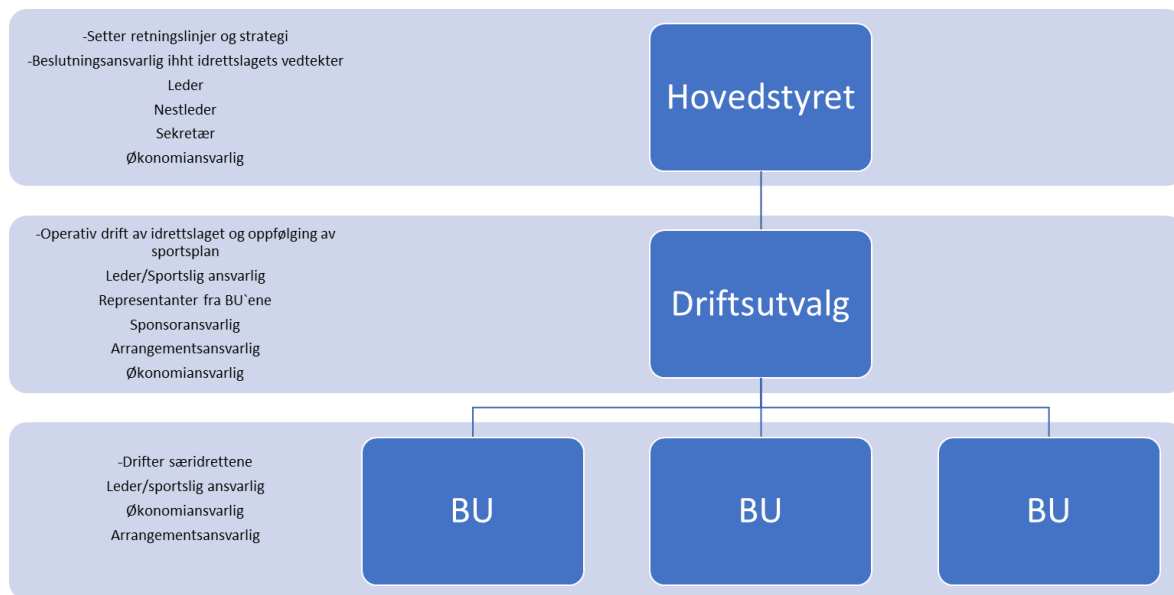 -Setter retningslinjer og strategi
-Beslutningsansvarlig ihht idrettslagets vedtekter
Leder
Nestleder
Sekretær
Økonomiansvarlig
Hovedstyret
-Operativ drift av idrettslaget og oppfølging av
sportsplan
Leder/Sportslig ansvarlig
Representanter fra BU`ene
Sponsoransvarlig
Arrangementsansvarlig
Økonomiansvarlig
Driftsutvalg
-Drifter særidrettene
Leder/sportslig ansvarlig
Økonomiansvarlig
Arrangementsansvarlig
BU
BU
BU